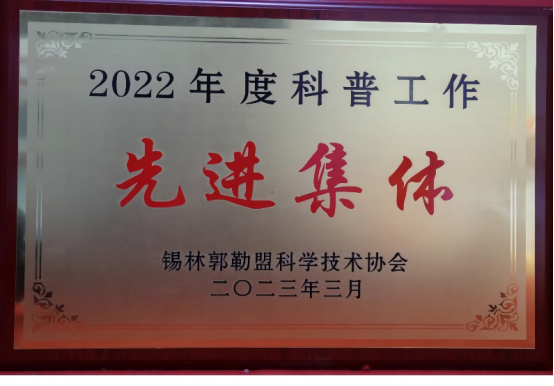 2022年度科普工作
先进集体
锡林郭勒盟科学技术协会
二〇二三年三月